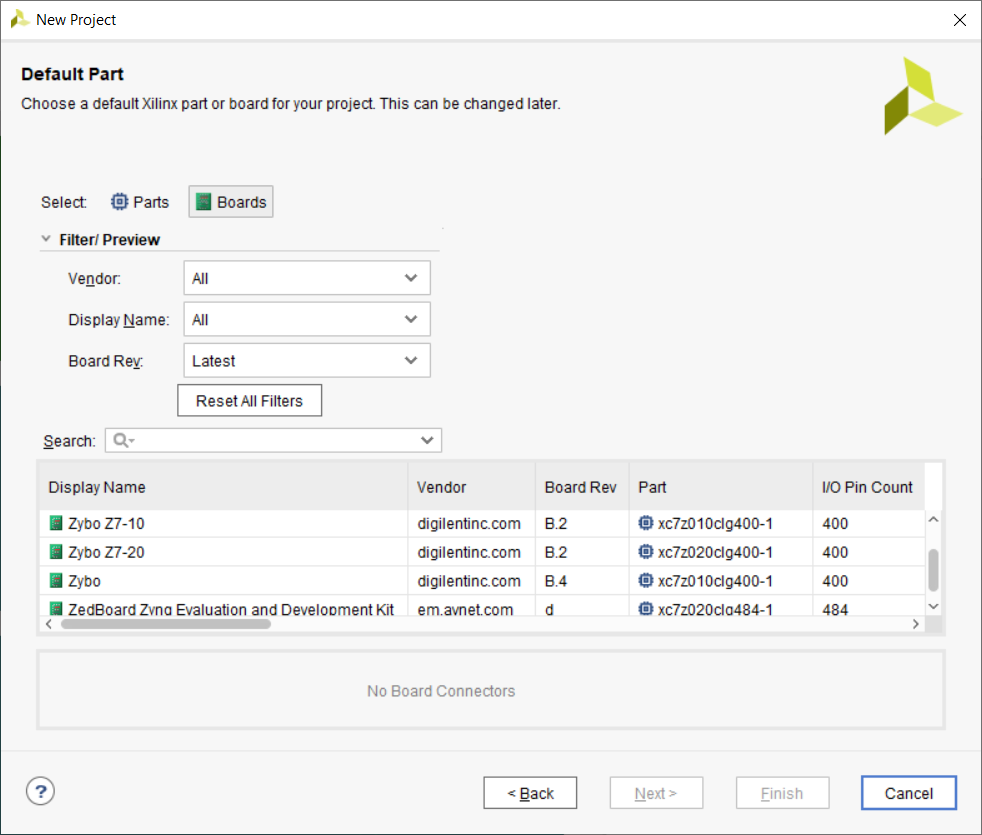 New Project
Default Part
Choose a default Xilinx part or board for your project. This can be changed later.
Select: Parts Boards
Filter/ Preview
Vendor: All
Display Name: All
Board Rev: Latest
Reset All Filters
Search:
Display Name Vendor Board Rev Part I/O Pin Count
Zybo Z7-10 digilentinc.com B.2 xc7z010clg400-1 400
Zybo Z7-20 digilentinc.com B.2 xc7z020clg400-1 400
Zybo digilentinc.com B.4 xc7z010clg400-1 400
ZedBoard Zynq Evaluation and Development Kit em.avnet.com d xc7z020clg484-1 484
No Board Connectors
? < Back Next > Finish Cancel